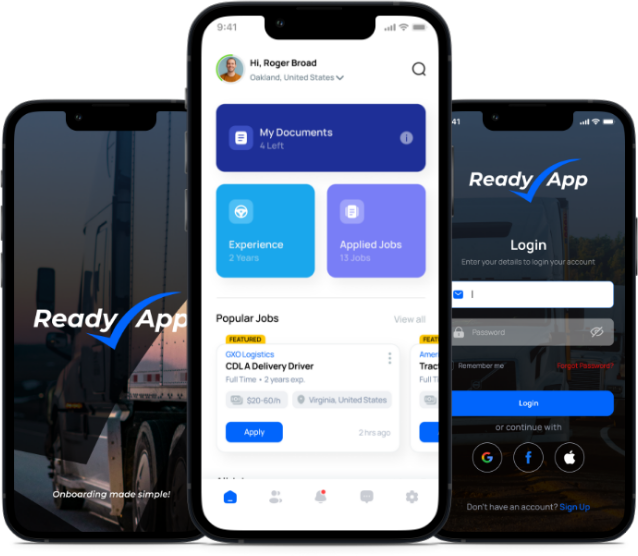 Ready App
Onboarding made simple!
9:41
Hi, Roger Broad
Oakland, United States
My Documents
4 Left
Experience
2 Years
Applied Jobs
13 Jobs
Popular Jobs
View all
FEATURED
GXO Logistics
CDL A Delivery Driver
Full Time • 2 years exp.
$20-60/h
Virginia, United States
Apply
2 hrs ago
FEAT
Amer
Tract
Full Ti
41
Ready App
Login
Enter your details to login your account
Password
Remember me
Forgot Password?
Login
or continue with
Don't have an account? Sign Up